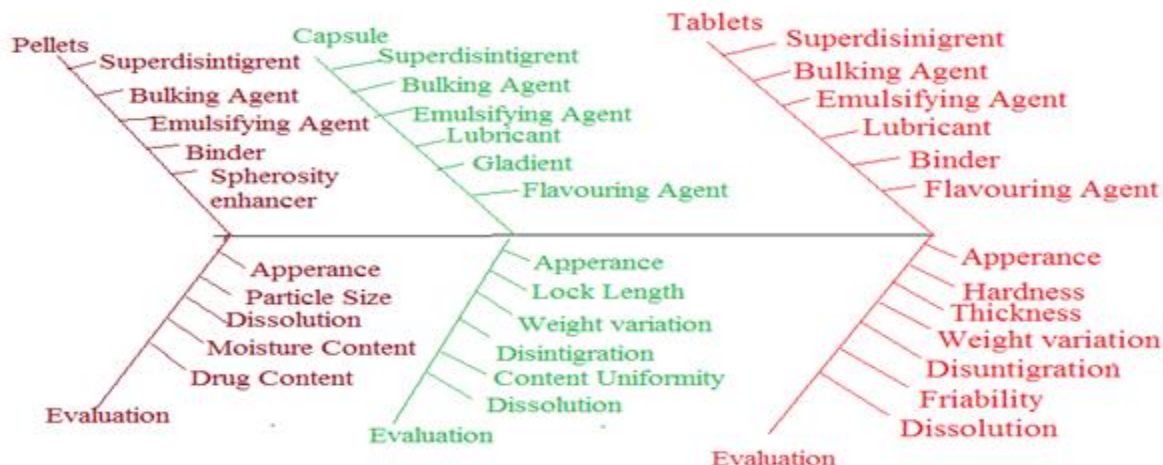 Pellets
Superdisintigrent
Bulking Agent
Emulsifying Agent
Binder
Spherosity
enhancer
Apperance
Particle Size
Dissolution
Moisture Content
Drug Content
Evaluation
Capsule
Superdisintigrent
Bulking Agent
Emulsifying Agent
Lubricant
Gladient
Flavouring Agent
Apperance
Lock Length
Weight variation
Disintigration
Content Uniformity
Dissolution
Evaluation
Tablets
Superdisinigrent
Bulking Agent
Emulsifying Agent
Lubricant
Binder
Flavouring Agent
Apperance
Hardness
Thickness
Weight variation
Disuntigration
Friability
Dissolution
Evaluation